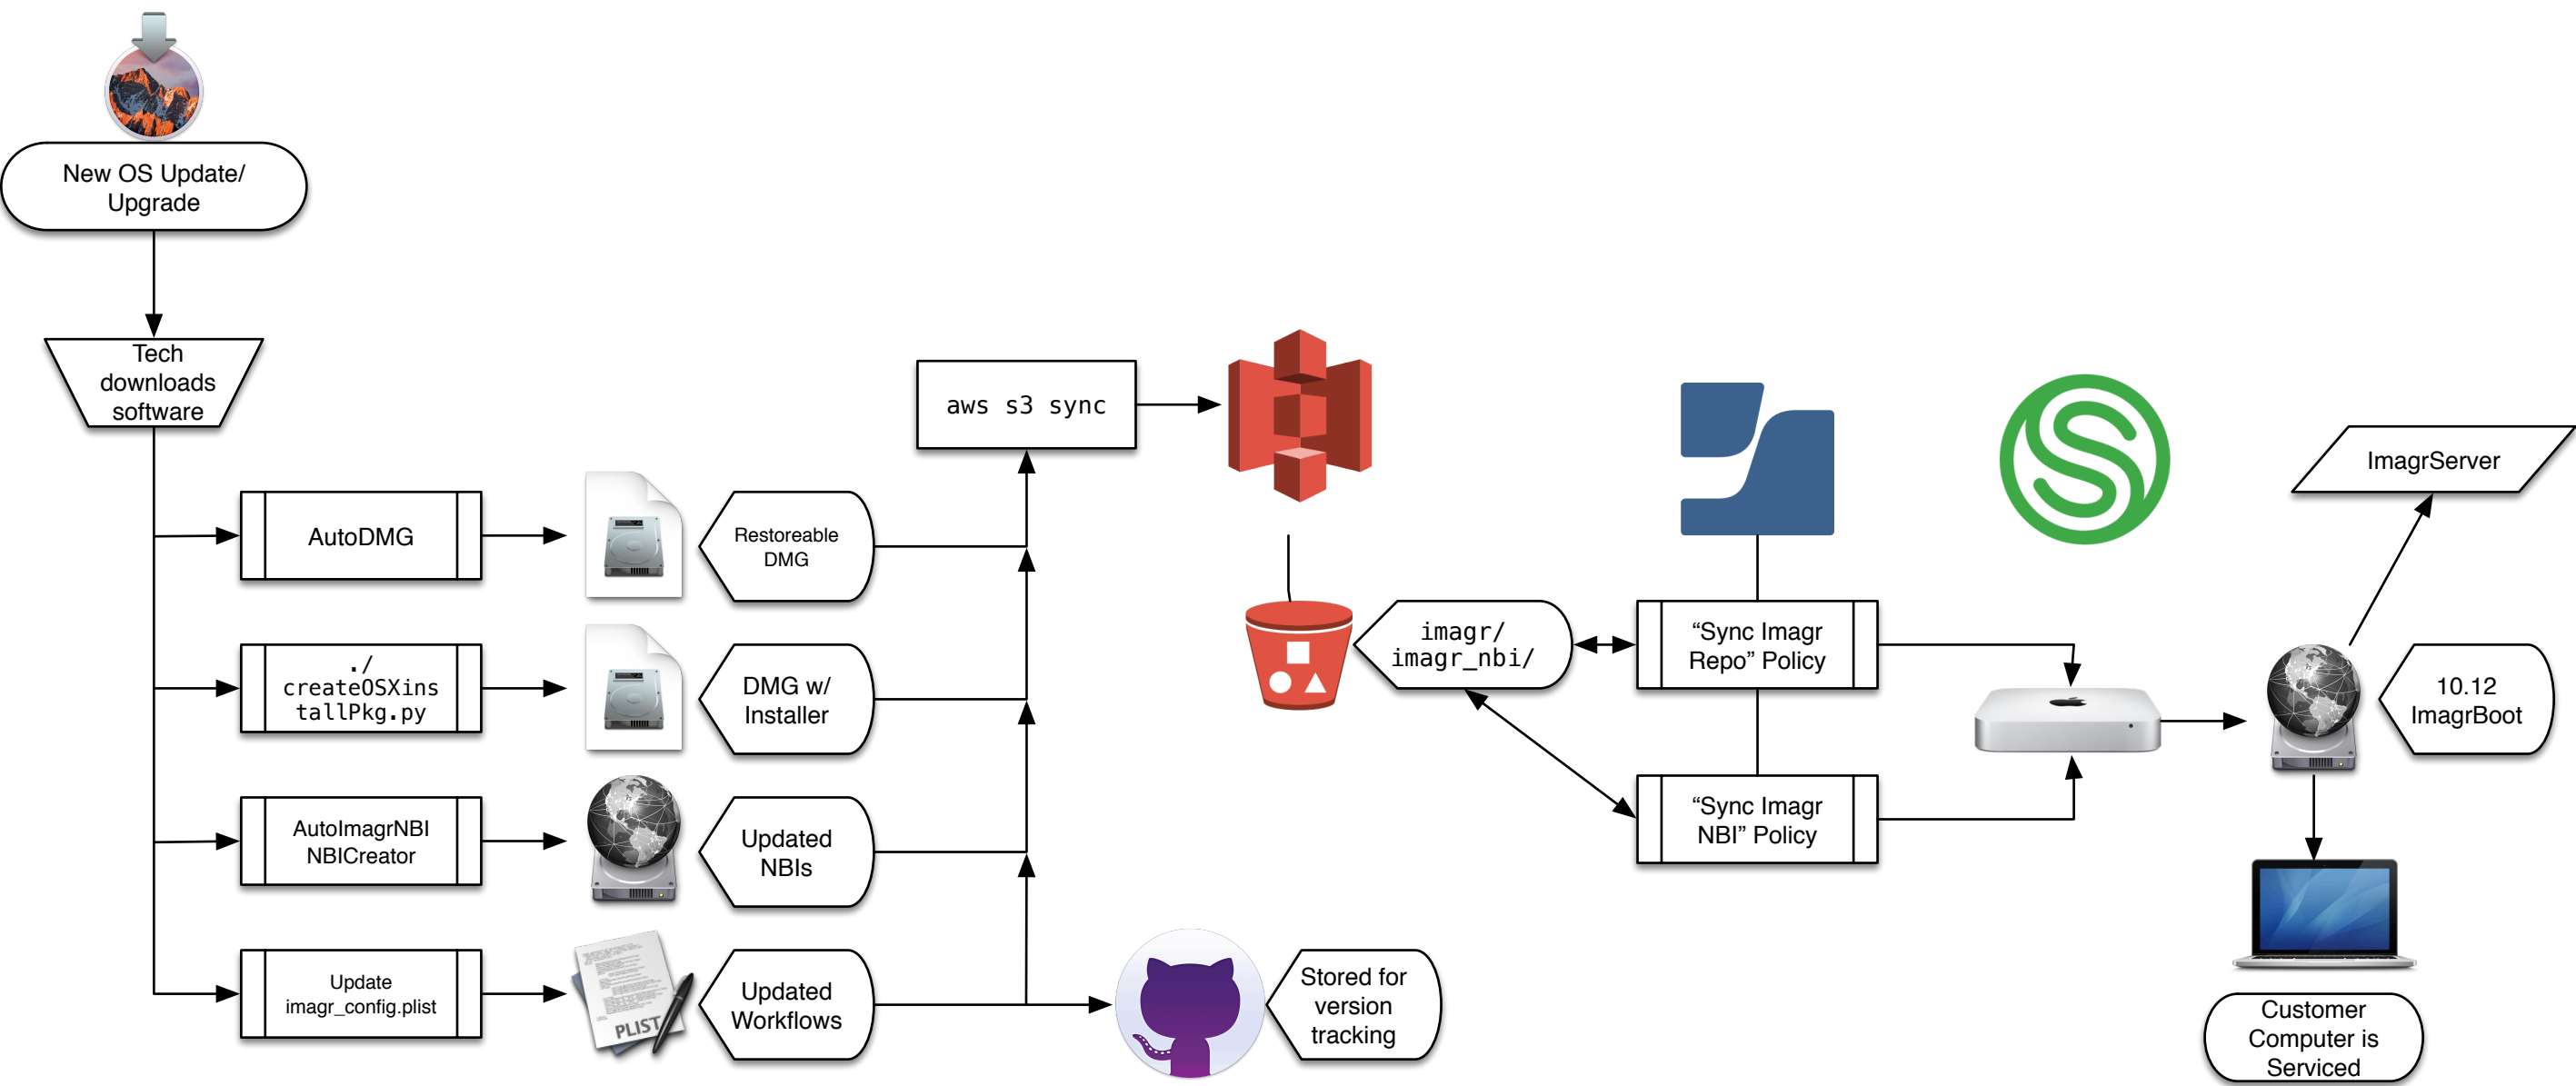 New OS Update/
Upgrade
Tech
downloads
software
aws s3 sync
ImagrServer
AutoDMG
Restoreable
DMG
./
createOSXins
tallPkg.py
DMG w/
Installer
imagr/
imagr_nbi/
“Sync Imagr
Repo” Policy
10.12
ImagrBoot
AutoImagrNBI
NBICreator
Updated
NBIs
“Sync Imagr
NBI” Policy
Update
imagr_config.plist
PLIST
Updated
Workflows
Stored for
version
tracking
Customer
Computer is
Serviced